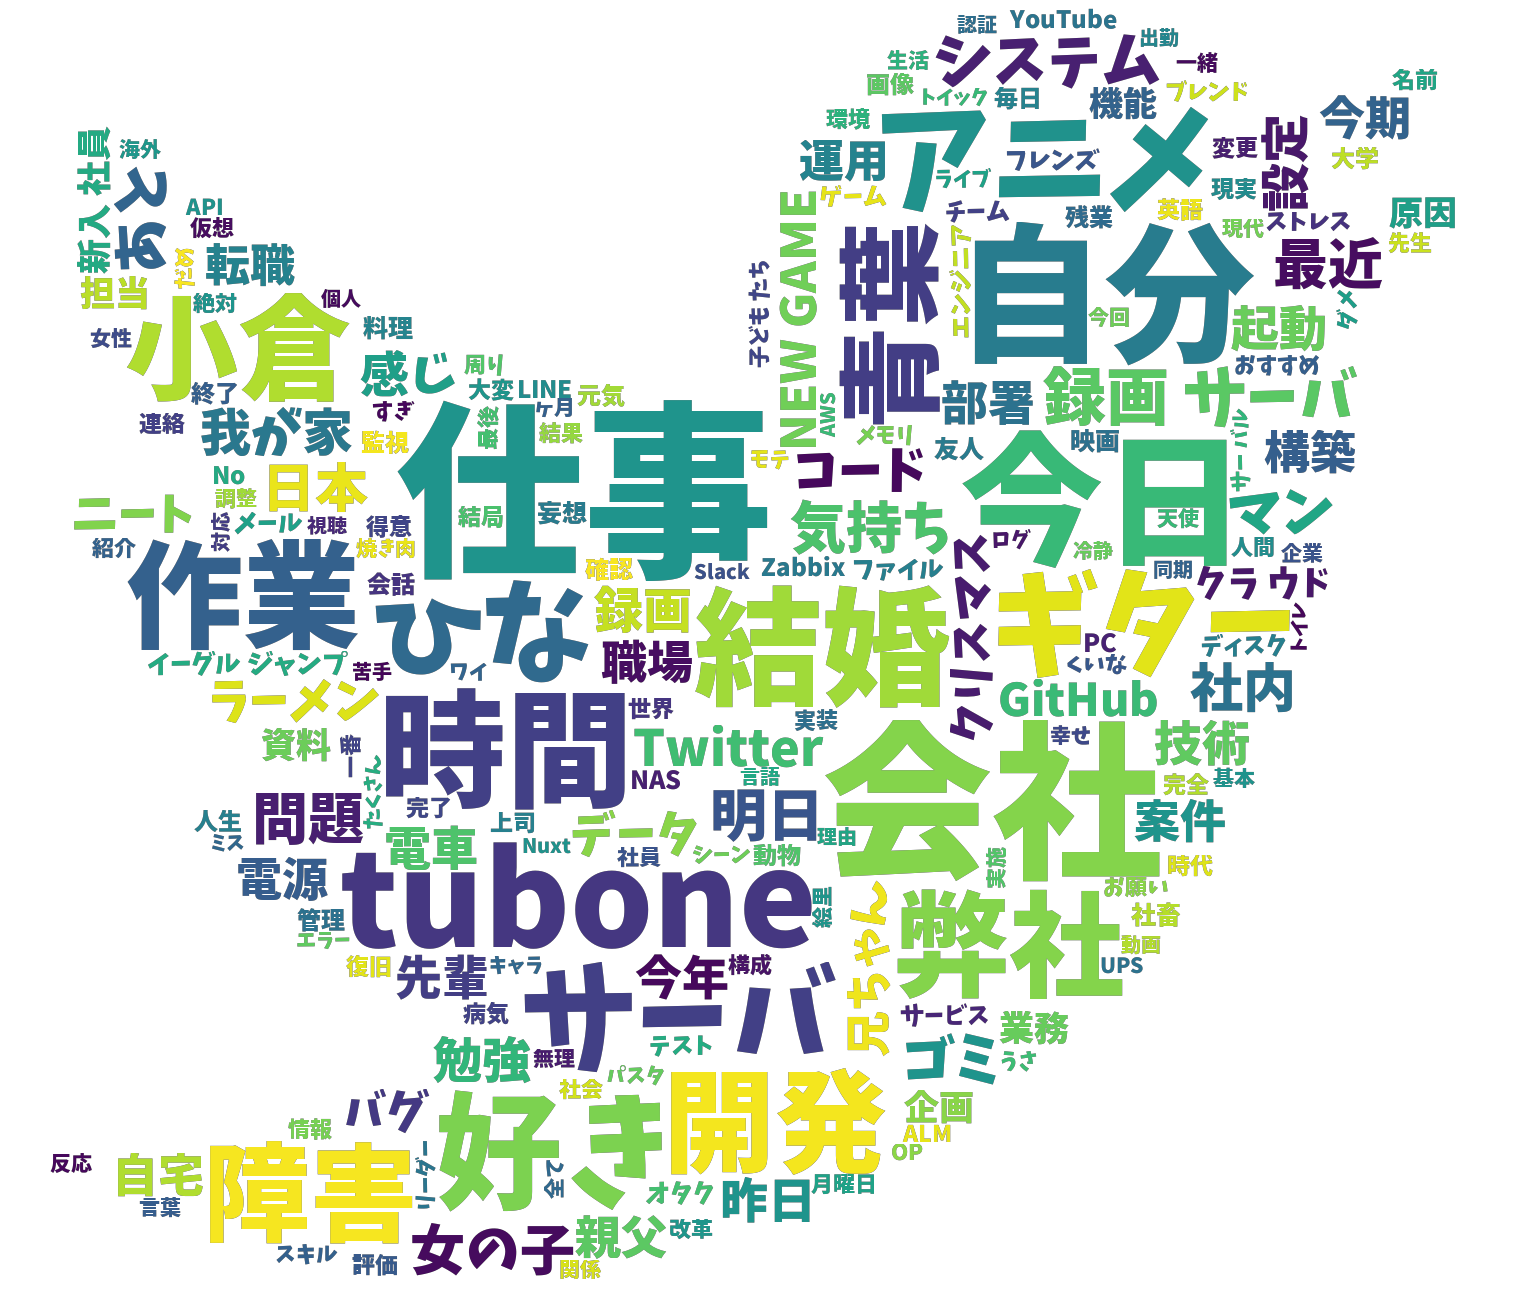 認証
YouTube
出勤
生活
システム
一緒
画像
トイック
毎日
機能
ブレンド
名前
環境
アニメ
今期
変更
設定
大学
フレンズ
運用
ライブ
現実
ゲーム
チーム
残業
英語
現代
ストレス
原因
先生
最近
海外
新入社員
API
仮想
転職
だめ
担当
絶対
個人
小倉
女性
料理
終了
感じ
周り
連絡
我が家
すぎ
大変
LINE
元気
ケ月
最後
結果
監視
NEW GAME
AWS
子どもたち
青葉
エンジニア
自分
今回
起動
ダメ
おすすめ
部署
録画
サーバ
メモリ
友人
映画
サーバル
構築
モテ
コード
今日
マン
天使
仕事
結局
妄想
気持ち
No
日本
調整
ニート
対応
メール
視聴
得意
紹介
焼き肉
作業
会話
確認
Slack
Zabbix
ファイル
ログ
冷静
人間
企業
同期
クラウド
ひな
録画
結婚
クリスマス
ギター
トイレ
PC
ディスク
くいな
イーグル
ジャンプ
苦手
ワイ
職場
社内
GitHub
ラーメン
時間
世界
実装
資料
一番
Twitter
幸せ
技術
たくさん
NAS
言語
完全
基本
問題
完了
明日
会社
人生
ミス
上司
データ
理由
案件
電車
Nuxt
社員
シーン
動物
実施
時代
電源
tubone
お願い
管理
絵里
兄ちゃん
弊社
社畜
エラー
動画
復旧
先輩
キャラ
今年
構成
UPS
病気
サーバ
サービス
業務
テスト
ゴミ
うさ
勉強
無理
社会
パスタ
バグ
好き
開発
企画
情報
ALM
OP
反応
自宅
障害
リーダー
言葉
オタク
昨日
月曜日
女の子
親父
改革
スキル
評価
関係